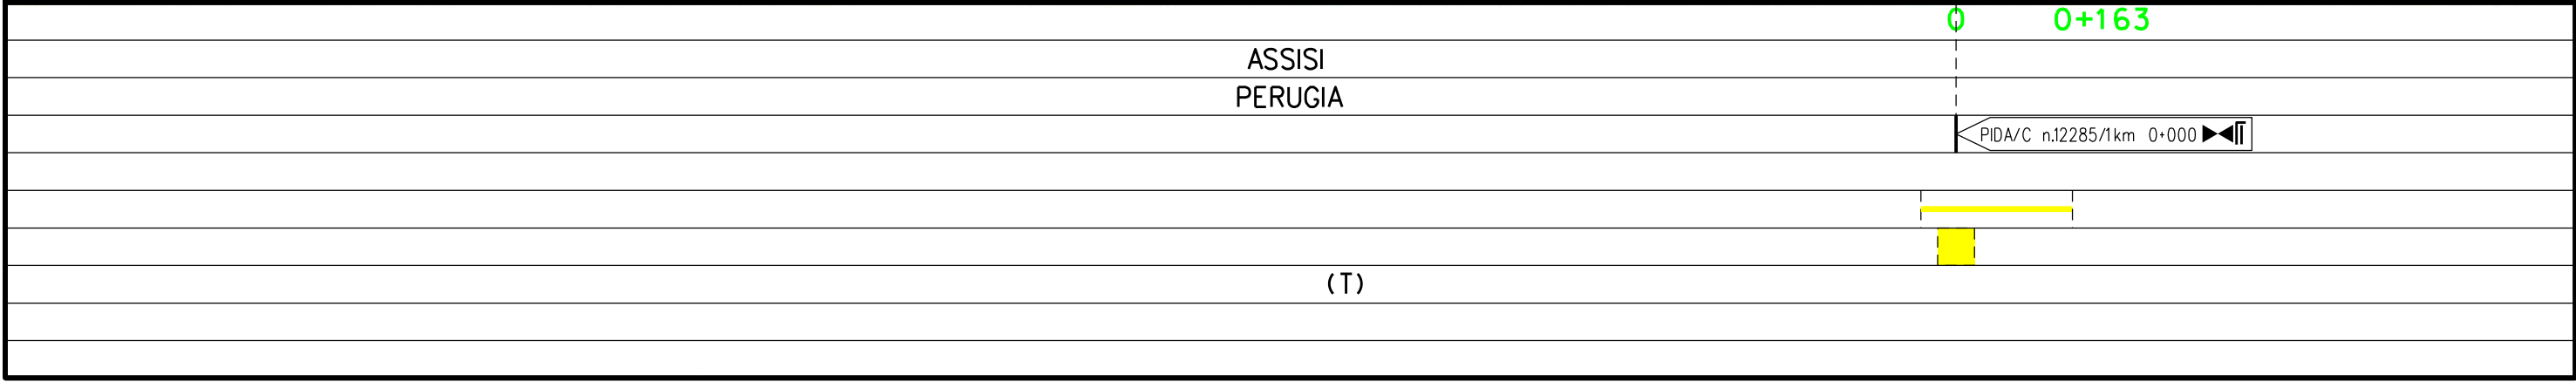 0 0+163
ASSISI
PERUGIA
PIDA/C n.12285/1km 0+000
(T)